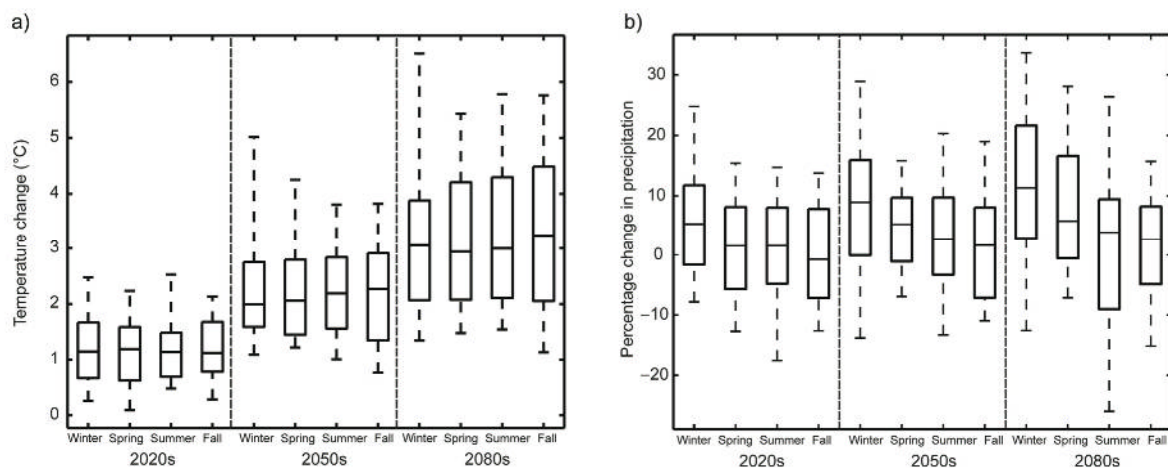 a)
Temperature change (°C)
6
5
4
3
2
1
0
Winter Spring Summer Fall Winter Spring Summer Fall Winter Spring Summer Fall
2020s 2050s 2080s
b)
Percentage change in precipitation
30
20
10
0
−10
−20
Winter Spring Summer Fall Winter Spring Summer Fall Winter Spring Summer Fall
2020s 2050s 2080s